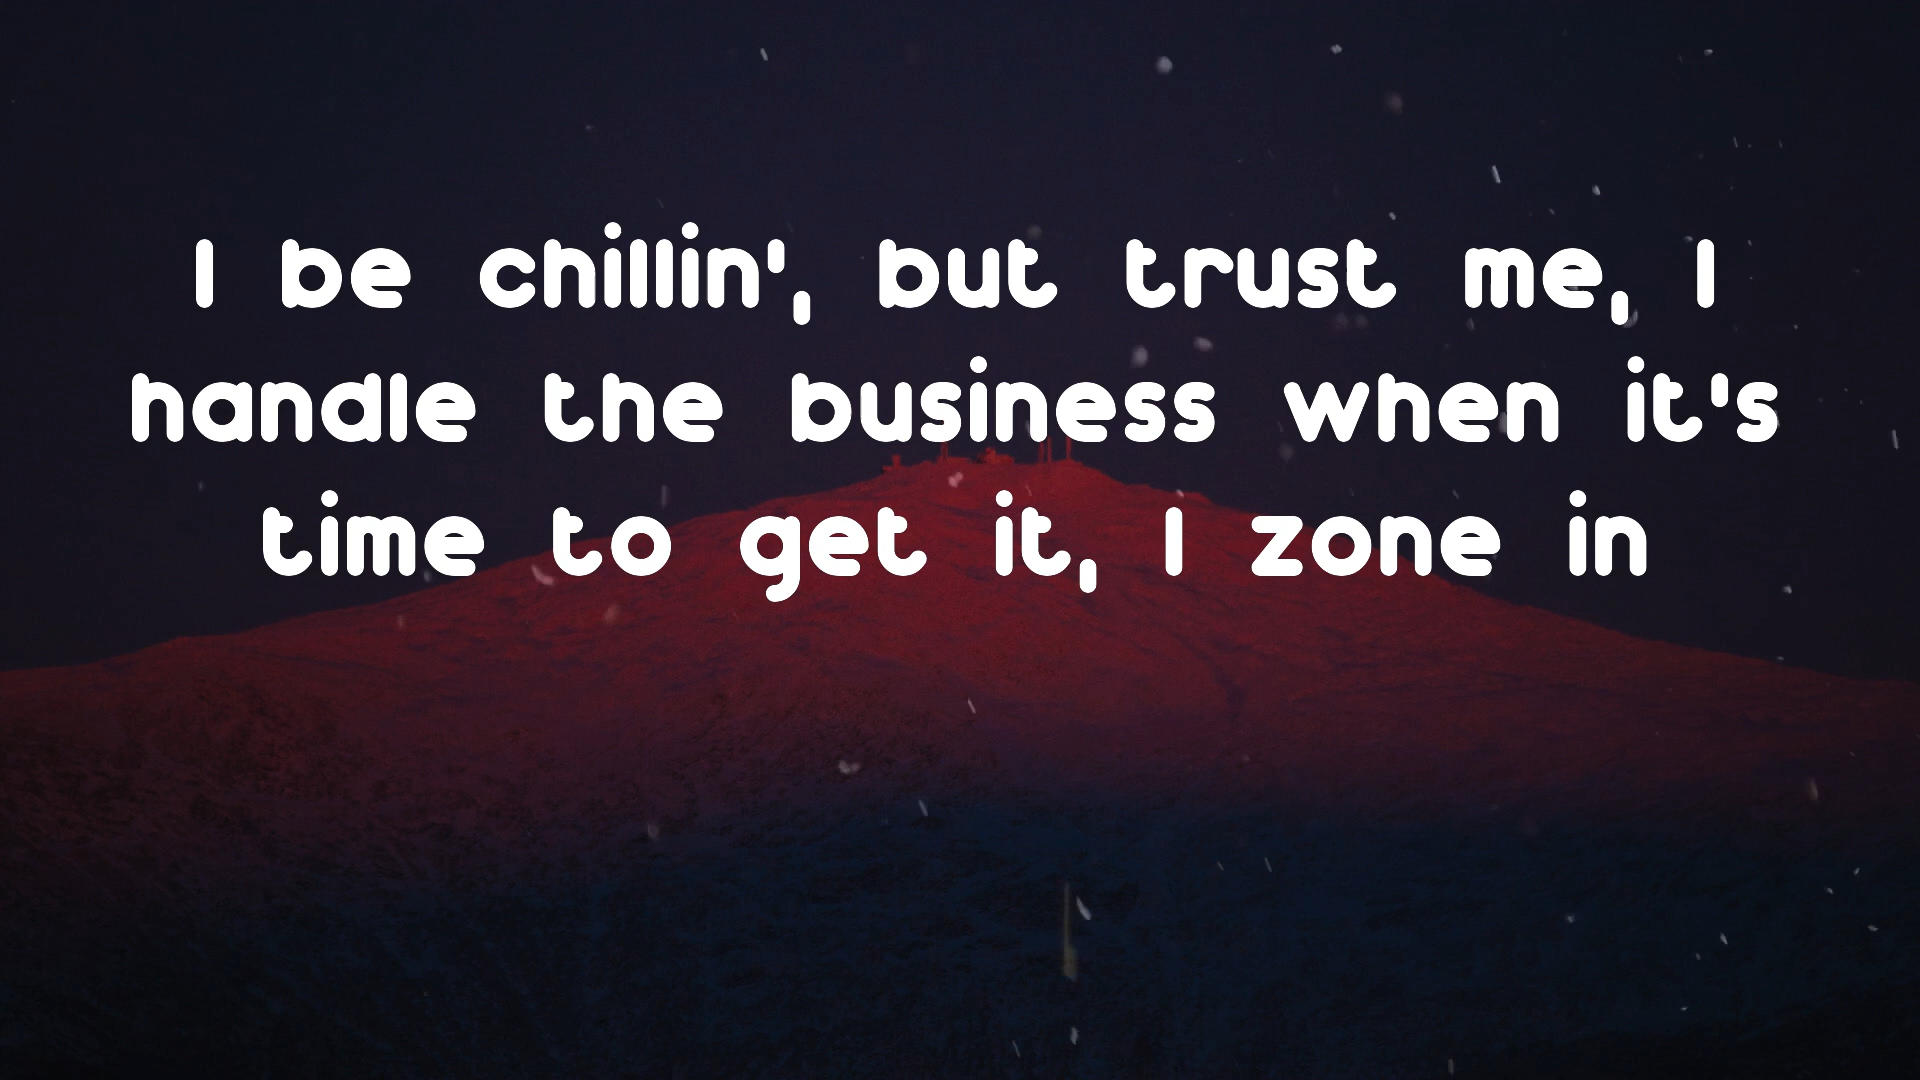 I be chillin', but trust me, I
handle the business when it's
time to get it, I zone in